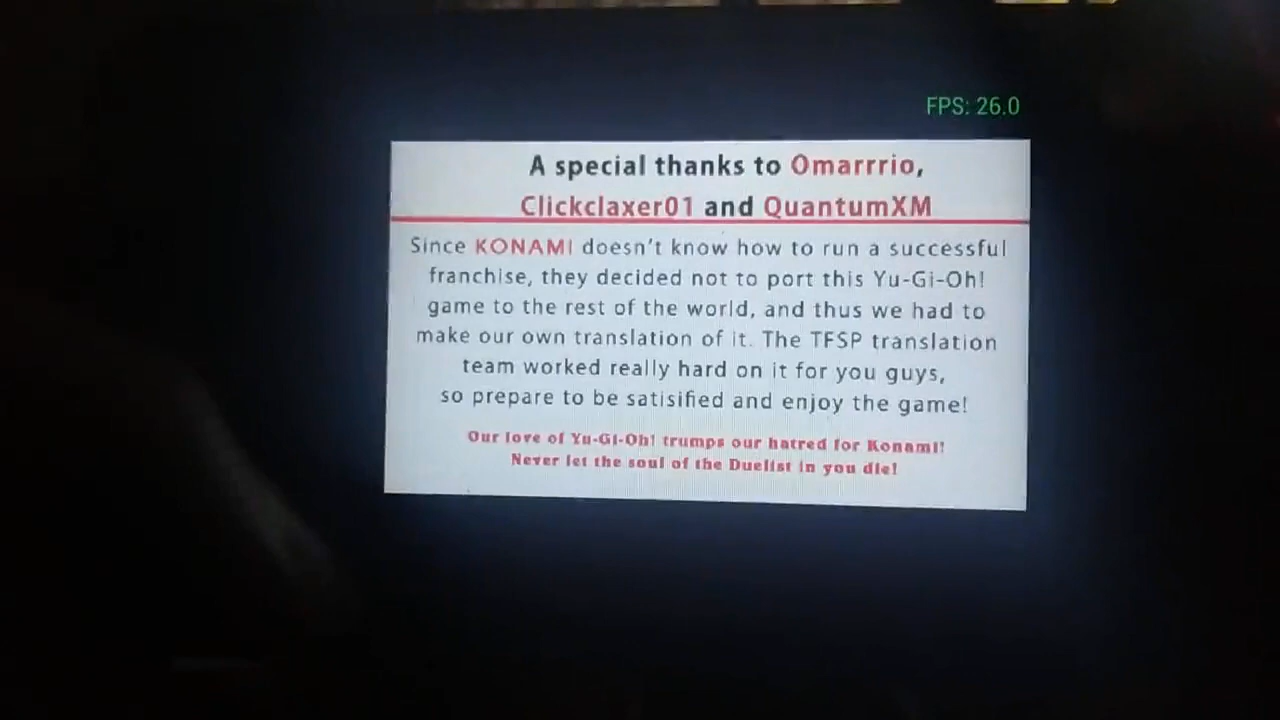 FPS: 26.0
A special thanks to Omarrrio,
Clickclaxer01 and QuantumXM
Since KONAMI doesn't know how to run a successful
franchise, they decided not to port this Yu-Gi-Oh!
game to the rest of the world, and thus we had to
make our own translation of it. The TFSP translation
team worked really hard on it for you guys,
so prepare to be satisified and enjoy the game!
Our love of Yu-Gi-Oh! trumps our hatred for Konami!
Never let the soul of the Duelist in you die!